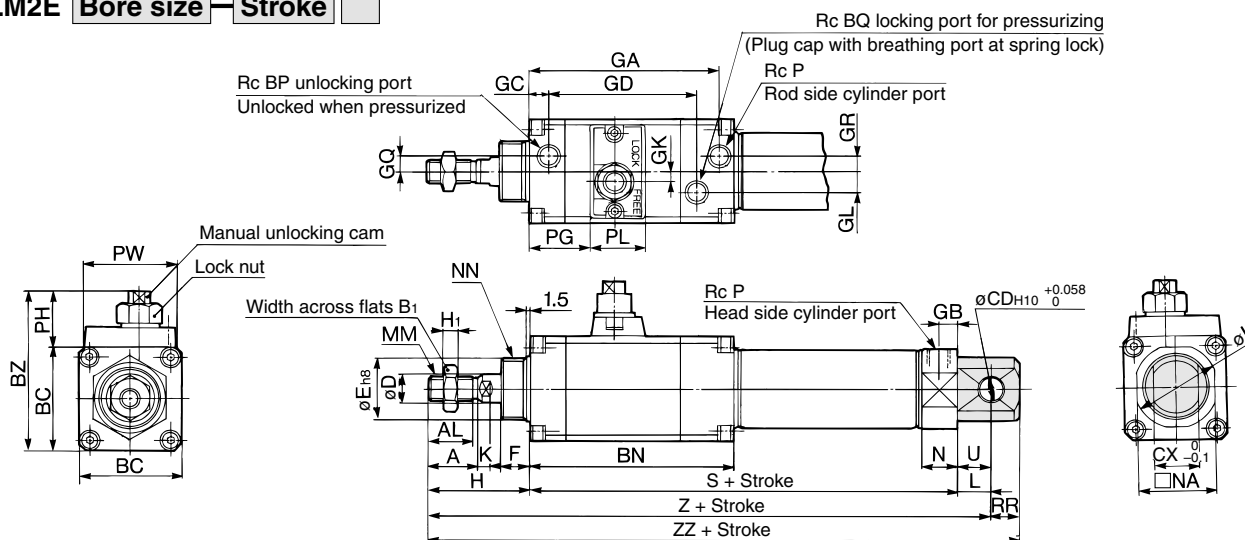 LM2E Bore size – Stroke
Rc BQ locking port for pressurizing
(Plug cap with breathing port at spring lock)
GA
Rc BP unlocking port
Unlocked when pressurized
GC
GD
Rc P
Rod side cylinder port
GR
GQ
LOCK
GK
FREE
GL
PG
PL
Manual unlocking cam
PW
Lock nut
NN
1.5
Width across flats B1
H1
Rc P
Head side cylinder port
GB
øCDH10 +0.058 0
PH
MM
BZ
BC
øEh8
øD
AL
A
K
F
BN
N
U
BC
H
S + Stroke
L
CX 0 −0.1
□NA
Z + Stroke
RR
ZZ + Stroke